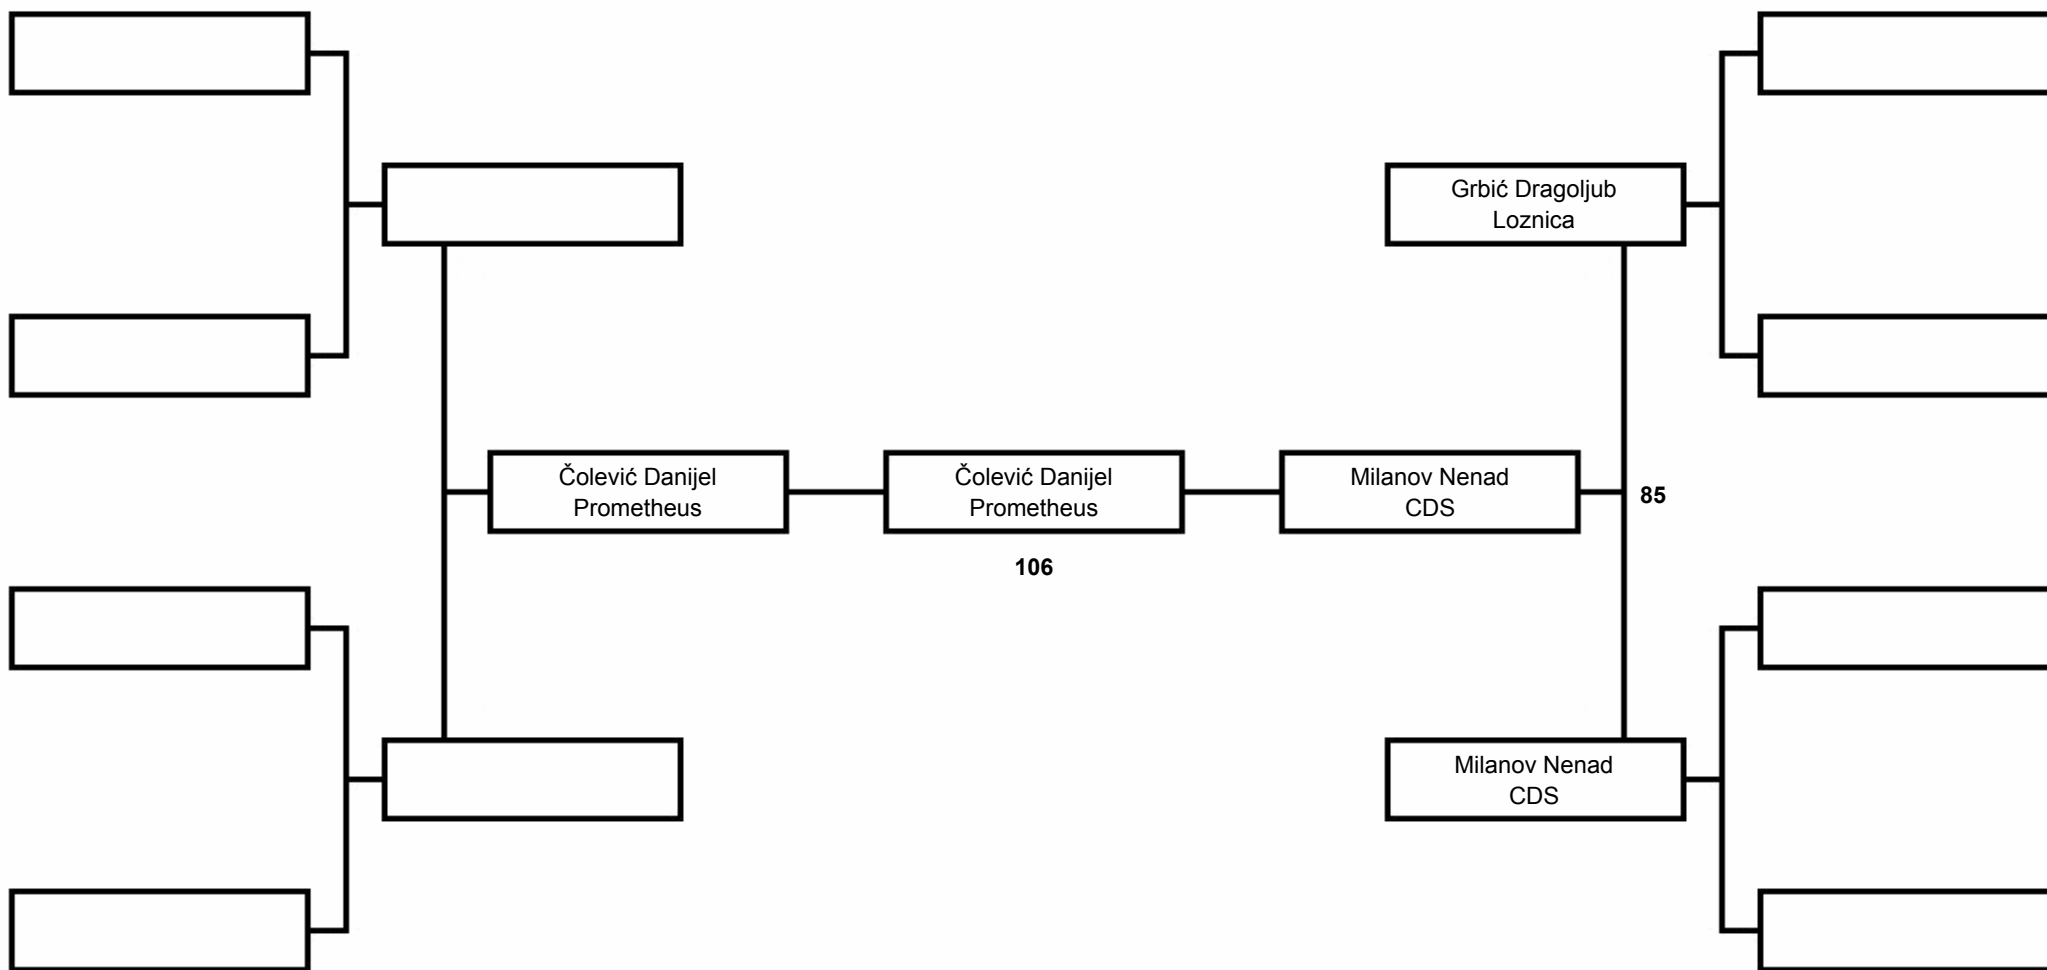 Grbić Dragoljub
Loznica
Čolević Danijel
Prometheus
Čolević Danijel
Prometheus
Milanov Nenad
CDS
85
106
Milanov Nenad
CDS